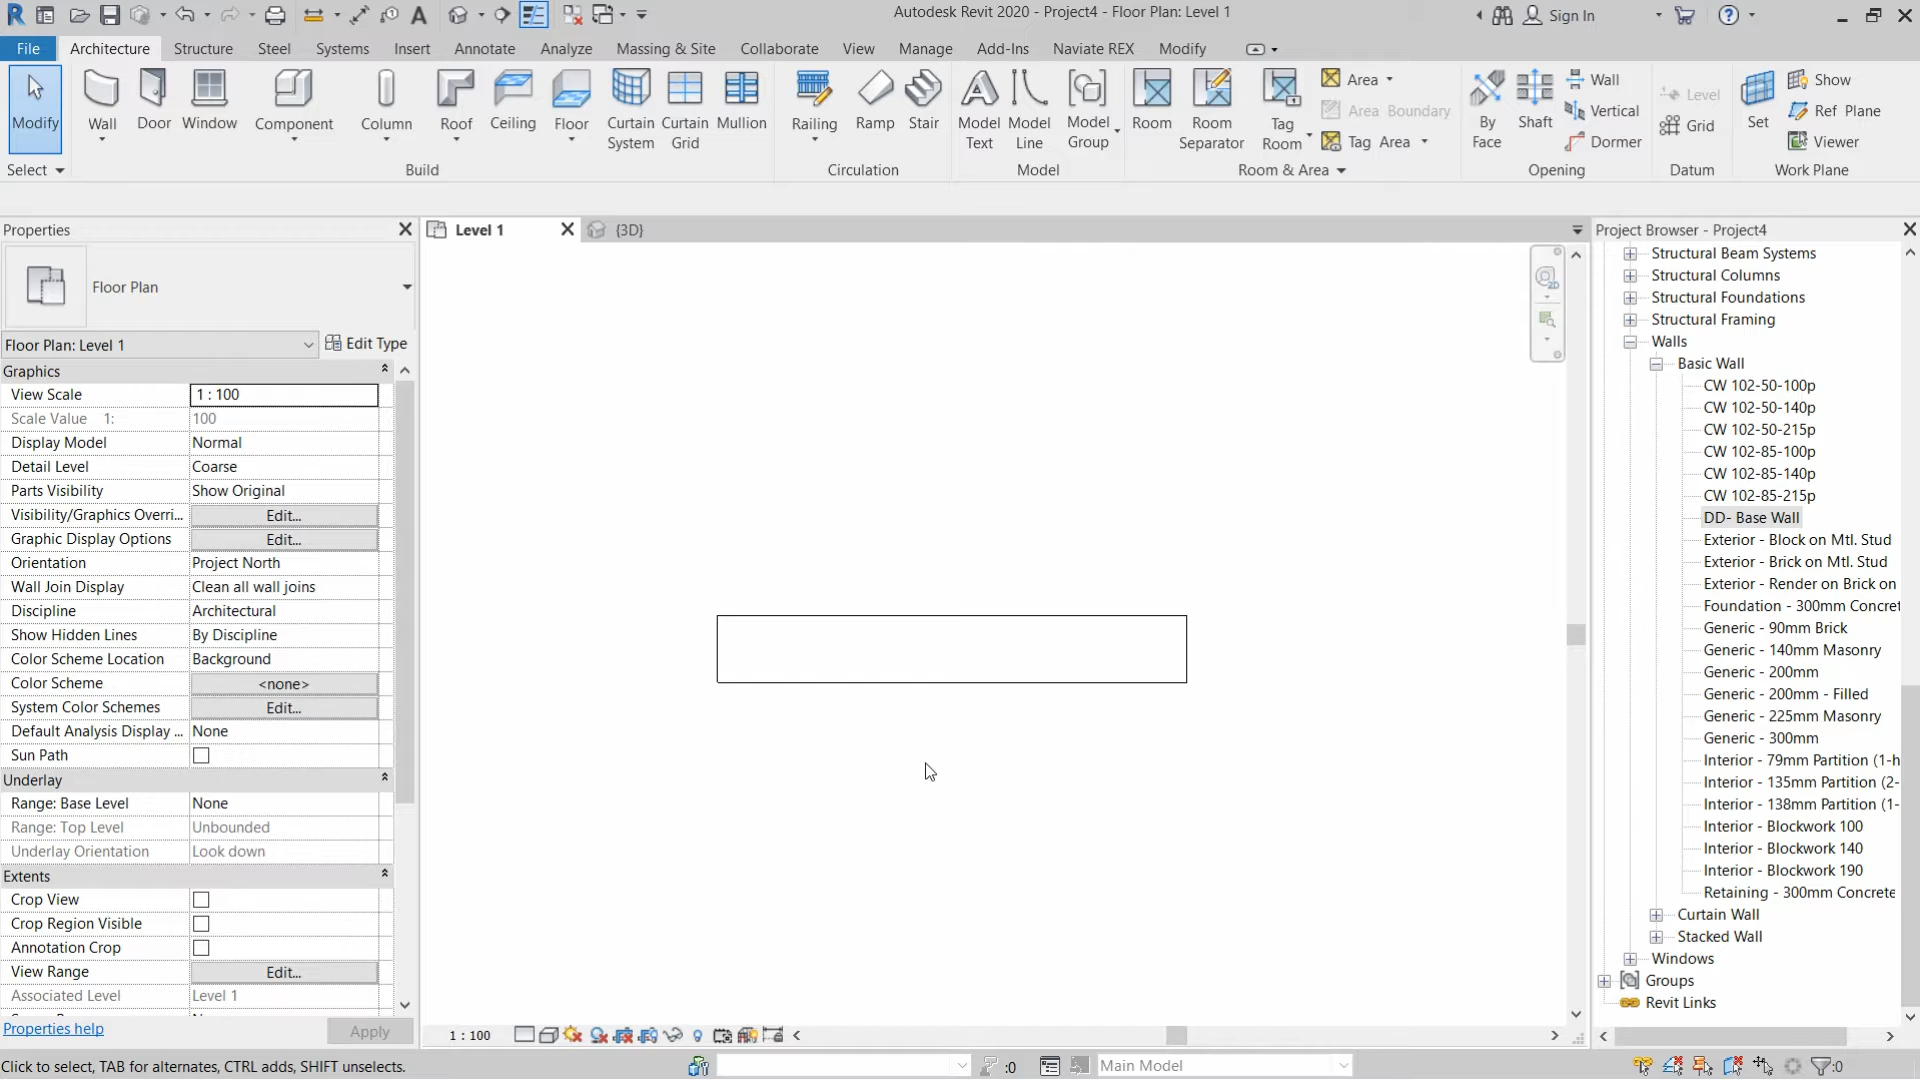 Autodesk Revit 2020 - Project4 - Floor Plan: Level 1
Sign In
File Architecture Structure Steel Systems Insert Annotate Analyze Massing & Site Collaborate View Manage Add-Ins Naviate REX Modify
Modify
Wall
Door
Window
Component
Column
Roof
Ceiling
Floor
Curtain System
Curtain Grid
Mullion
Railing
Ramp
Stair
Model Text
Model Line
Model Group
Room
Room Separator
Tag Room
Area
Area Boundary
Tag Area
By Face
Shaft
Wall
Vertical
Dormer
Level
Grid
Set
Show
Ref Plane
Viewer
Select Build Circulation Model Room & Area Opening Datum Work Plane
Properties
Floor Plan
Floor Plan: Level 1 Edit Type
Graphics
View Scale 1 : 100
Scale Value 1: 100
Display Model Normal
Detail Level Coarse
Parts Visibility Show Original
Visibility/Graphics Overri... Edit...
Graphic Display Options Edit...
Orientation Project North
Wall Join Display Clean all wall joins
Discipline Architectural
Show Hidden Lines By Discipline
Color Scheme Location Background
Color Scheme <none>
System Color Schemes Edit...
Default Analysis Display ... None
Sun Path
Underlay
Range: Base Level None
Range: Top Level Unbounded
Underlay Orientation Look down
Extents
Crop View
Crop Region Visible
Annotation Crop
View Range Edit...
Associated Level Level 1
Properties help Apply
Level 1 {3D}
2D
1 : 100
Project Browser - Project4
Structural Beam Systems
Structural Columns
Structural Foundations
Structural Framing
Walls
Basic Wall
CW 102-50-100p
CW 102-50-140p
CW 102-50-215p
CW 102-85-100p
CW 102-85-140p
CW 102-85-215p
DD- Base Wall
Exterior - Block on Mtl. Stud
Exterior - Brick on Mtl. Stud
Exterior - Render on Brick on
Foundation - 300mm Concret
Generic - 90mm Brick
Generic - 140mm Masonry
Generic - 200mm
Generic - 200mm - Filled
Generic - 225mm Masonry
Generic - 300mm
Interior - 79mm Partition (1-h
Interior - 135mm Partition (2-
Interior - 138mm Partition (1-
Interior - Blockwork 100
Interior - Blockwork 140
Interior - Blockwork 190
Retaining - 300mm Concrete
Curtain Wall
Stacked Wall
Windows
Groups
Revit Links
Click to select, TAB for alternates, CTRL adds, SHIFT unselects.
:0
Main Model
:0